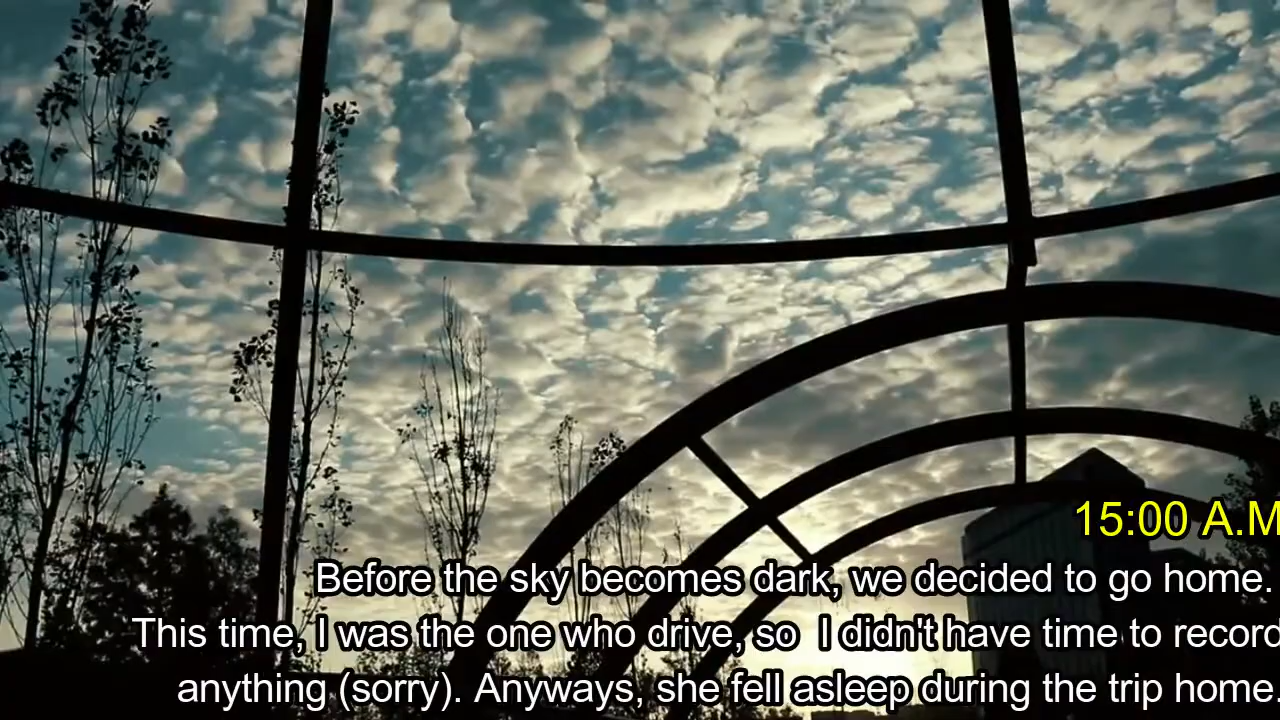 15:00 A.M
Before the sky becomes dark, we decided to go home.
This time, I was the one who drive, so  I didn't have time to record
anything (sorry). Anyways, she fell asleep during the trip home.